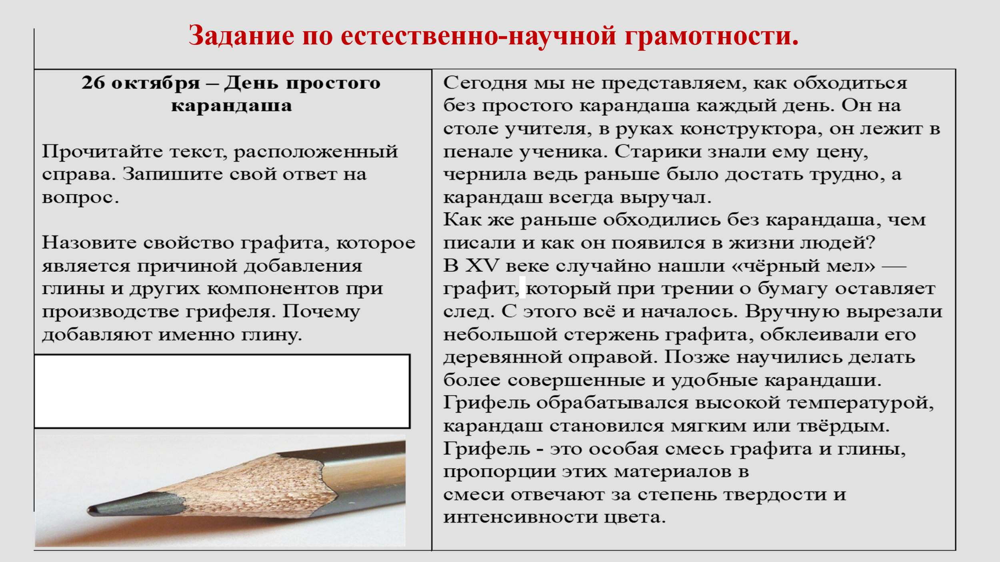 Задание по естественно-научной грамотности.
26 октября – День простого
карандаша
Прочитайте текст, расположенный
справа. Запишите свой ответ на
вопрос.
Назовите свойство графита, которое
является причиной добавления
глины и других компонентов при
производстве грифеля. Почему
добавляют именно глину.
Сегодня мы не представляем, как обходиться
без простого карандаша каждый день. Он на
столе учителя, в руках конструктора, он лежит в
пенале ученика. Старики знали ему цену,
чернила ведь раньше было достать трудно, а
карандаш всегда выручал.
Как же раньше обходились без карандаша, чем
писали и как он появился в жизни людей?
В XV веке случайно нашли «чёрный мел» —
графит, который при трении о бумагу оставляет
след. С этого всё и началось. Вручную вырезали
небольшой стержень графита, обклеивали его
деревянной оправой. Позже научились делать
более совершенные и удобные карандаши.
Грифель обрабатывался высокой температурой,
карандаш становился мягким или твёрдым.
Грифель - это особая смесь графита и глины,
пропорции этих материалов в
смеси отвечают за степень твердости и
интенсивности цвета.